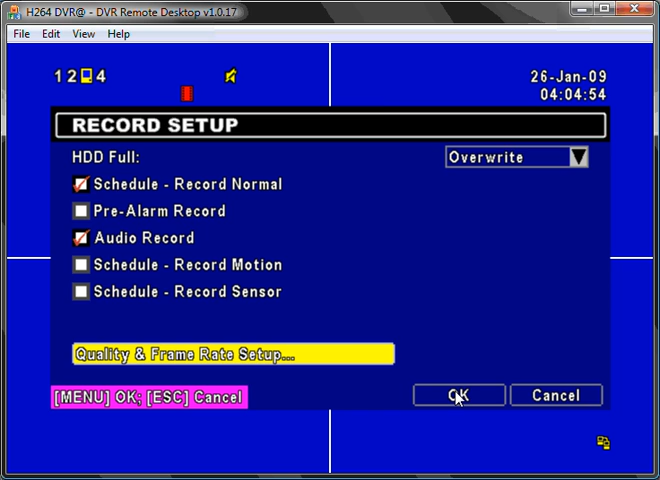 H264 DVR@ - DVR Remote Desktop v1.0.17
File Edit View Help
1 2 4
26-Jan-09
04:04:54
RECORD SETUP
HDD Full: Overwrite
Schedule - Record Normal
Pre-Alarm Record
Audio Record
Schedule - Record Motion
Schedule - Record Sensor
Quality & Frame Rate Setup...
[MENU] OK; [ESC] Cancel
OK Cancel